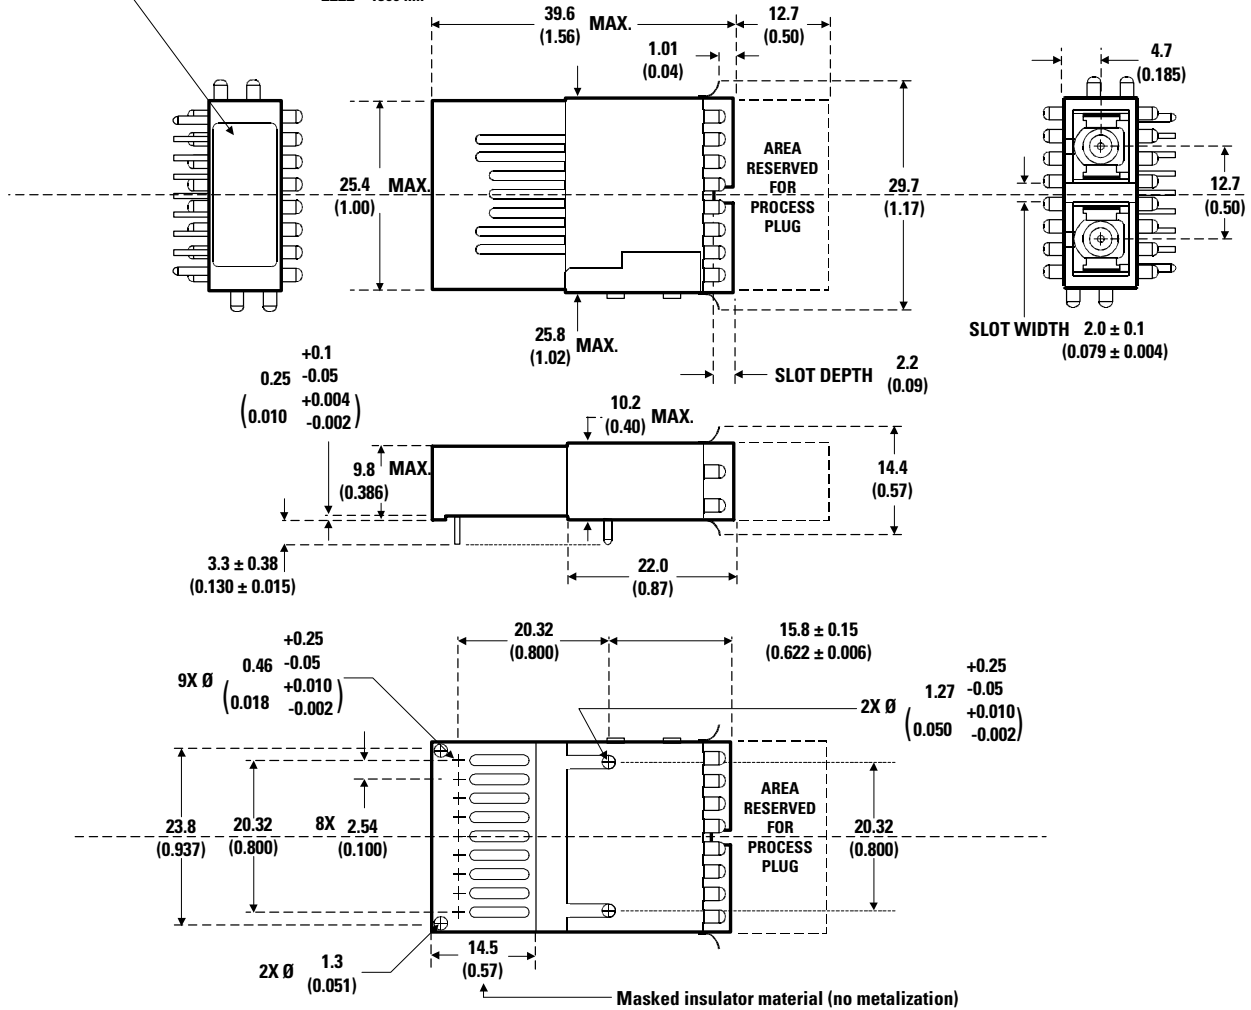 39.6
(1.56) MAX.
12.7
(0.50)
1.01
(0.04)
4.7
(0.185)
AREA
RESERVED
FOR
PROCESS
PLUG
25.4 MAX.
(1.00)
29.7
(1.17)
12.7
(0.50)
25.8
(1.02) MAX.
SLOT WIDTH 2.0 ± 0.1
(0.079 ± 0.004)
SLOT DEPTH 2.2
(0.09)
+0.1
0.25 -0.05
+0.004
(0.010 -0.002)
10.2
(0.40) MAX.
9.8 MAX.
(0.386)
14.4
(0.57)
3.3 ± 0.38
(0.130 ± 0.015)
22.0
(0.87)
20.32
(0.800)
15.8 ± 0.15
(0.622 ± 0.006)
+0.25
0.46 -0.05
9X Ø +0.010
(0.018 -0.002)
+0.25
1.27 -0.05
2X Ø +0.010
(0.050 -0.002)
23.8
(0.937)
20.32
(0.800)
8X 2.54
(0.100)
AREA
RESERVED
FOR
PROCESS
PLUG
20.32
(0.800)
2X Ø 1.3
(0.051)
14.5
(0.57)
Masked insulator material (no metalization)